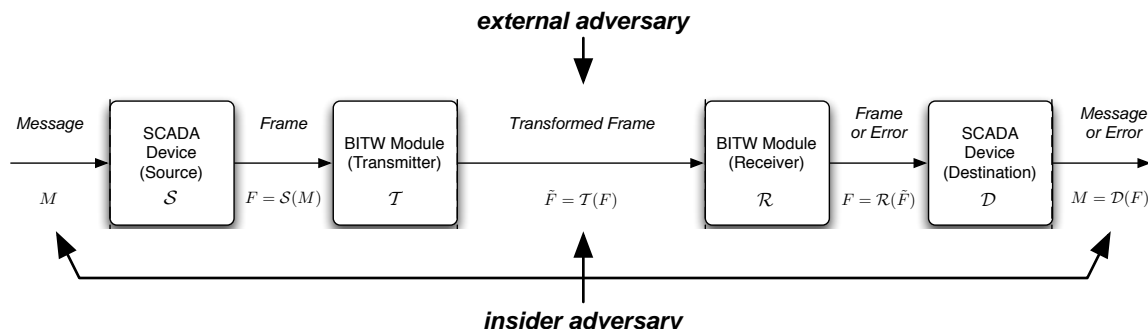 external adversary
Message
SCADA
Device
(Source)
𝒮
Frame
BITW Module
(Transmitter)
𝒯
Transformed Frame
BITW Module
(Receiver)
ℛ
Frame
or Error
SCADA
Device
(Destination)
𝒟
Message
or Error
M
F = 𝒮(M)
F̃ = 𝒯(F)
F = ℛ(F̃)
M = 𝒟(F)
insider adversary